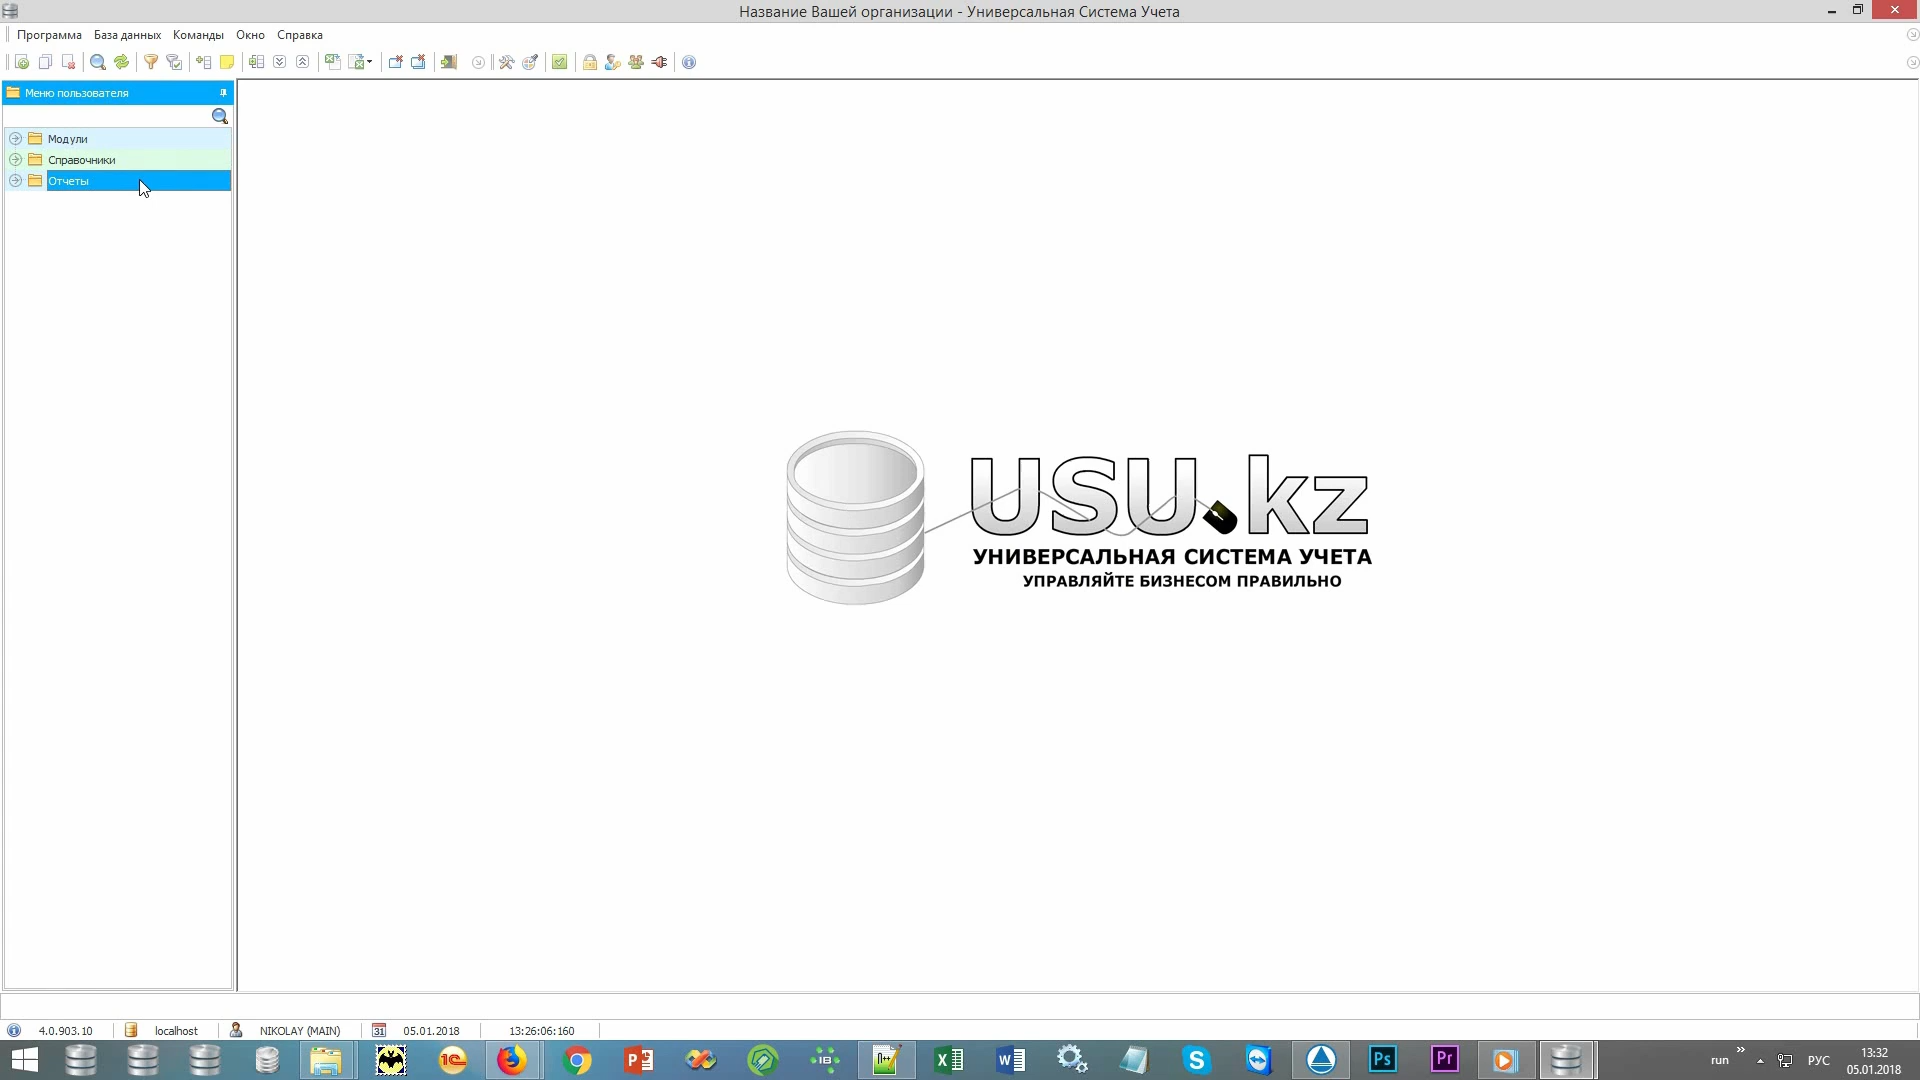 Название Вашей организации - Универсальная Система Учета
Программа База данных Команды Окно Справка
Меню пользователя
Модули
Справочники
Отчеты
USU.kz
УНИВЕРСАЛЬНАЯ СИСТЕМА УЧЕТА
УПРАВЛЯЙТЕ БИЗНЕСОМ ПРАВИЛЬНО
4.0.903.10 localhost NIKOLAY (MAIN) 31 05.01.2018 13:26:06:160
run РУС 13:32
05.01.2018